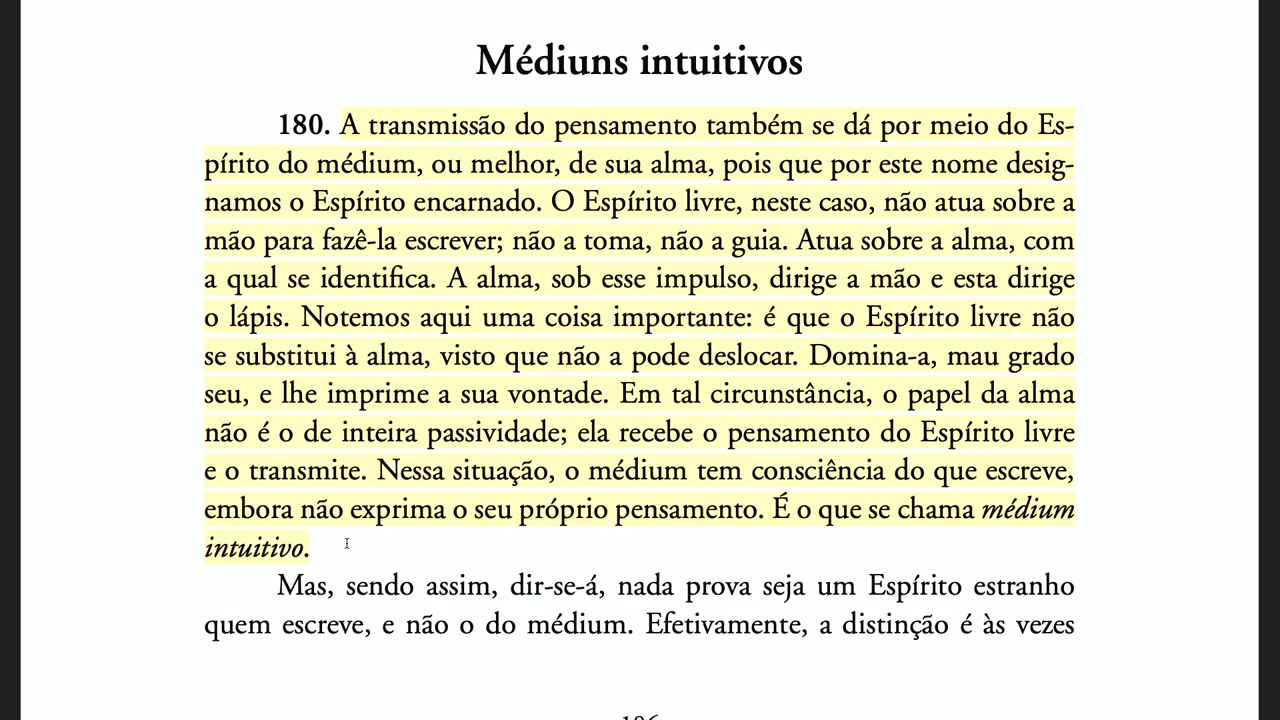 Médiuns intuitivos
180. A transmissão do pensamento também se dá por meio do Es-
pírito do médium, ou melhor, de sua alma, pois que por este nome desig-
namos o Espírito encarnado. O Espírito livre, neste caso, não atua sobre a
mão para fazê-la escrever; não a toma, não a guia. Atua sobre a alma, com
a qual se identifica. A alma, sob esse impulso, dirige a mão e esta dirige
o lápis. Notemos aqui uma coisa importante: é que o Espírito livre não
se substitui à alma, visto que não a pode deslocar. Domina-a, mau grado
seu, e lhe imprime a sua vontade. Em tal circunstância, o papel da alma
não é o de inteira passividade; ela recebe o pensamento do Espírito livre
e o transmite. Nessa situação, o médium tem consciência do que escreve,
embora não exprima o seu próprio pensamento. É o que se chama médium
intuitivo.
Mas, sendo assim, dir-se-á, nada prova seja um Espírito estranho
quem escreve, e não o do médium. Efetivamente, a distinção é às vezes